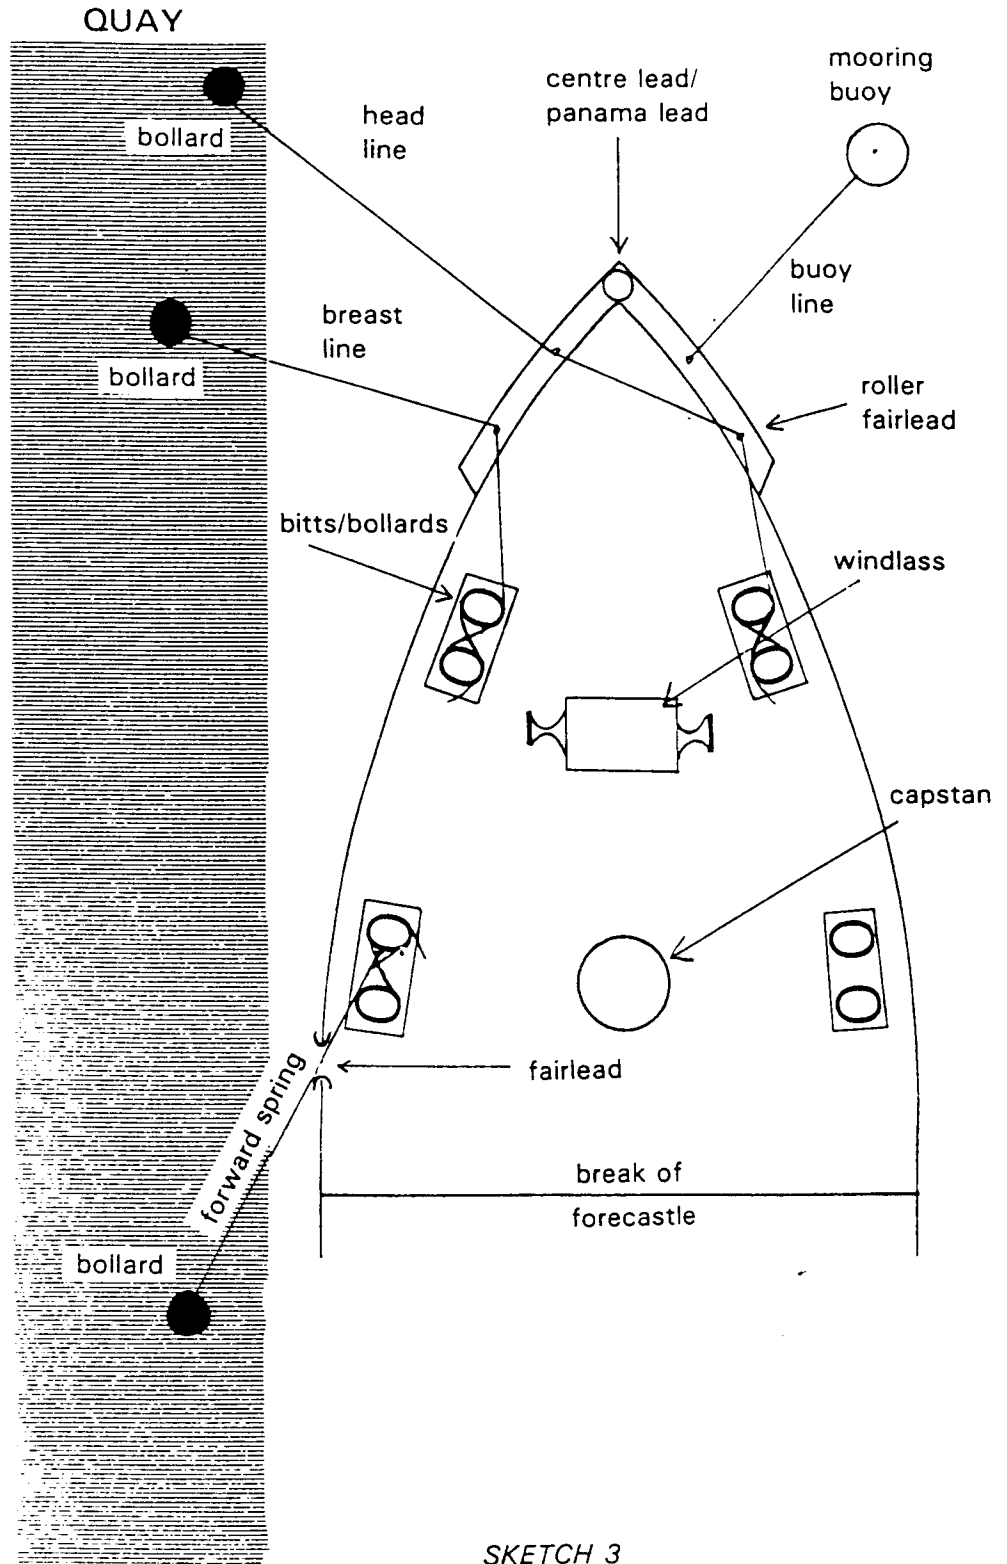 QUAY
bollard
head
line
centre lead/
panama lead
mooring
buoy
buoy
line
breast
line
bollard
roller
fairlead
bitts/bollards
windlass
capstan
fairlead
forward spring
break of
forecastle
bollard
SKETCH 3